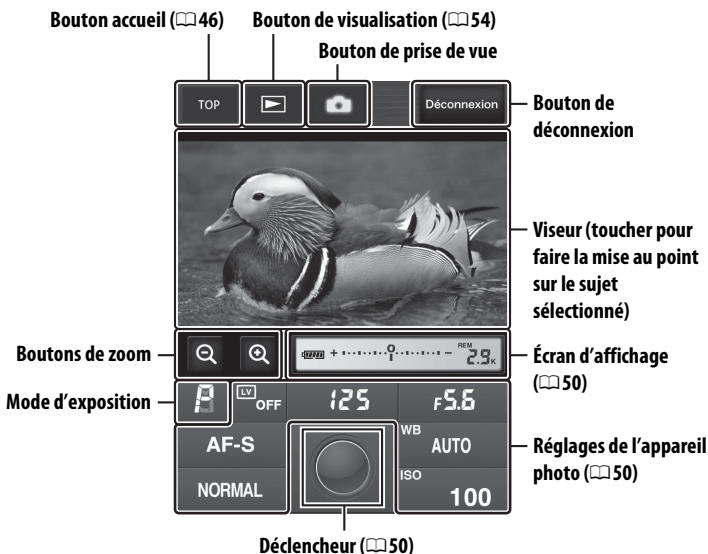 Bouton accueil (46)
Bouton de visualisation (54)
Bouton de prise de vue
TOP
Déconnexion
Bouton de
déconnexion
Viseur (toucher pour
faire la mise au point
sur le sujet
sélectionné)
Boutons de zoom
+ −
REM
2.9K
Écran d'affichage
(50)
Mode d'exposition
P
LV
OFF
125
F5.6
AF-S
WB
AUTO
NORMAL
ISO
100
Réglages de l'appareil
photo (50)
Déclencheur (50)